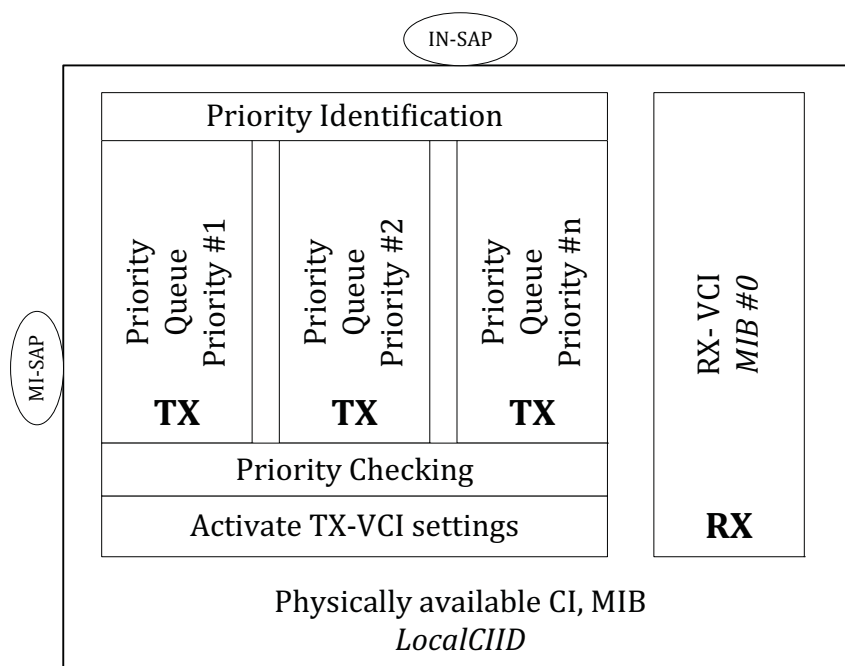 IN-SAP
Priority Identification
Priority
Queue
Priority #1
TX
Priority
Queue
Priority #2
TX
Priority
Queue
Priority #n
TX
RX- VCI
MIB #0
RX
MI-SAP
Priority Checking
Activate TX-VCI settings
Physically available CI, MIB
LocalCIID